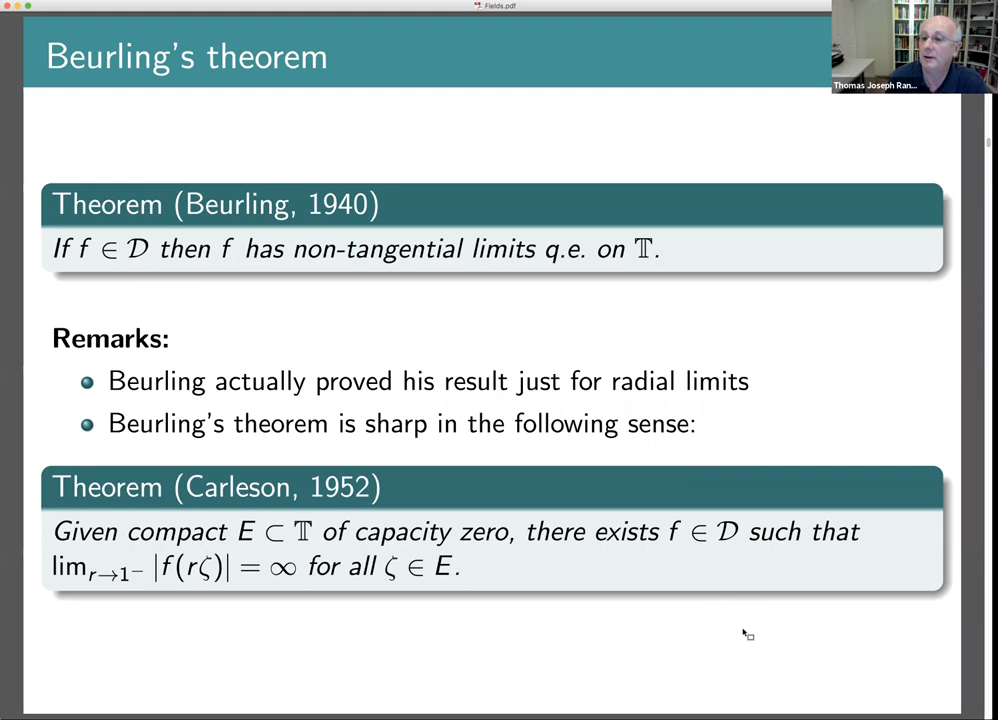 Fields.pdf
Beurling's theorem
Thomas Joseph Ran...
Theorem (Beurling, 1940)
If f ∈ 𝒟 then f has non-tangential limits q.e. on 𝕋.
Remarks:
Beurling actually proved his result just for radial limits
Beurling's theorem is sharp in the following sense:
Theorem (Carleson, 1952)
Given compact E ⊂ 𝕋 of capacity zero, there exists f ∈ 𝒟 such that
lim_{r→1⁻} |f(rζ)| = ∞ for all ζ ∈ E.